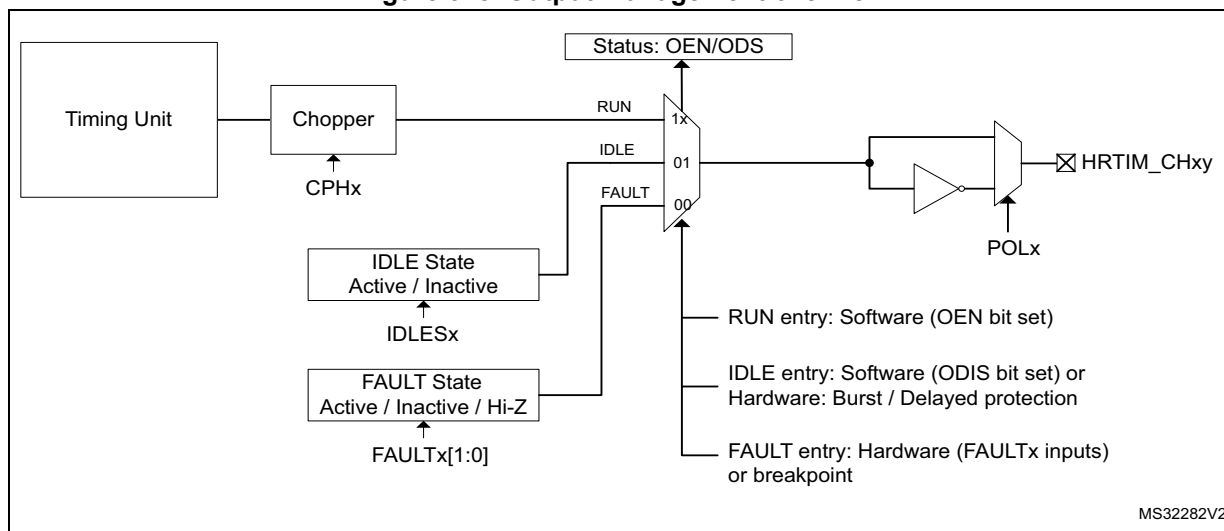 Status: OEN/ODS
Timing Unit
Chopper
CPHx
RUN
IDLE
FAULT
1x
01
00
HRTIM_CHxy
POLx
IDLE State
Active / Inactive
IDLESx
FAULT State
Active / Inactive / Hi-Z
FAULTx[1:0]
RUN entry: Software (OEN bit set)
IDLE entry: Software (ODIS bit set) or
Hardware: Burst / Delayed protection
FAULT entry: Hardware (FAULTx inputs)
or breakpoint
MS32282V2